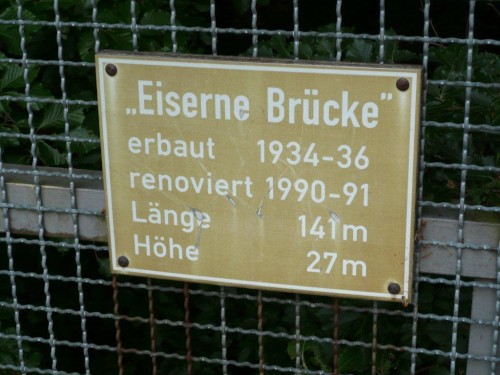 „Eiserne Brücke”
erbaut 1934-36
renoviert 1990-91
Länge 141m
Höhe 27m